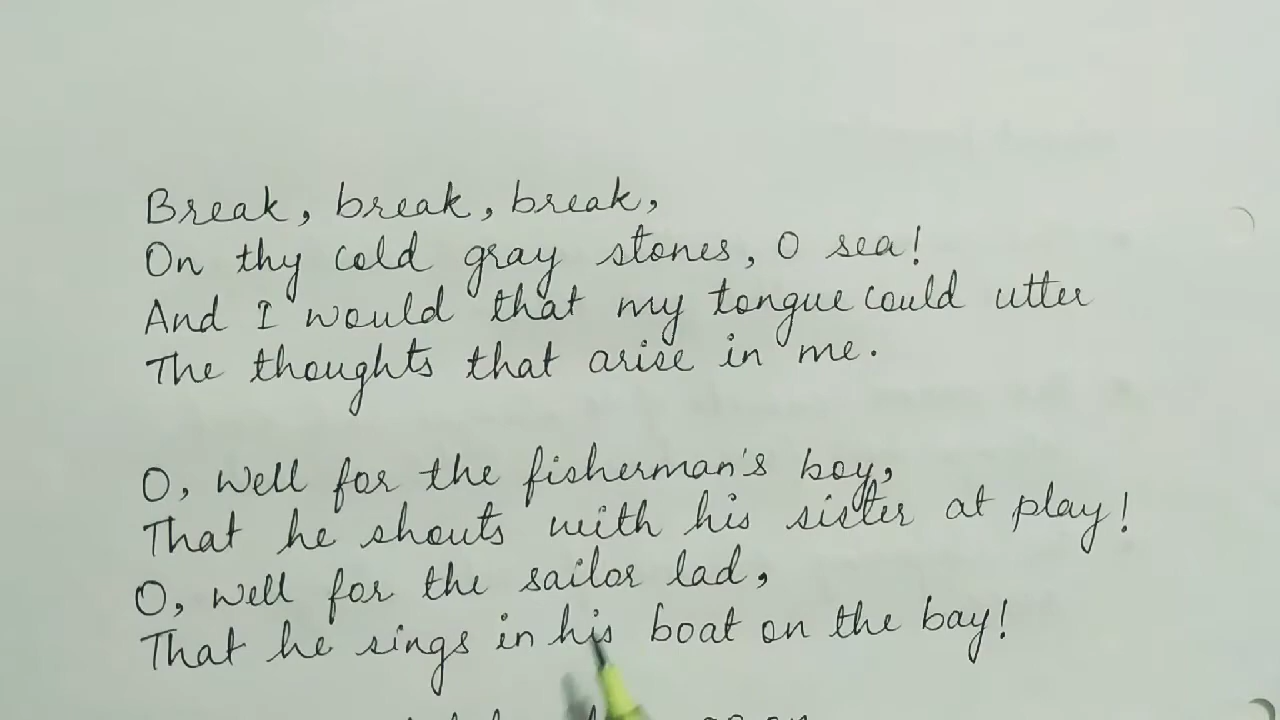 Break, break, break,
On thy cold gray stones, O sea!
And I would that my tongue could utter
The thoughts that arise in me.
O, well for the fisherman's boy,
That he shouts with his sister at play!
O, well for the sailor lad,
That he sings in his boat on the bay!